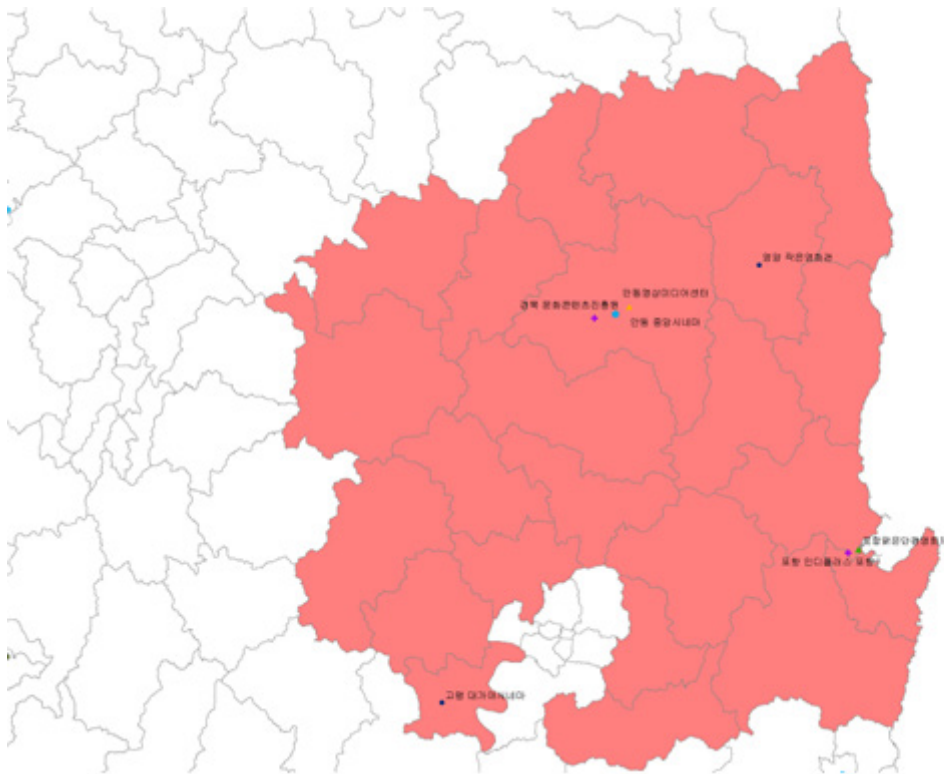 영양 작은영화관
안동영상미디어센터
경북 문화콘텐츠진흥원
안동 중앙시네마
포항 인디플러스 포항
고령 대가야시네마